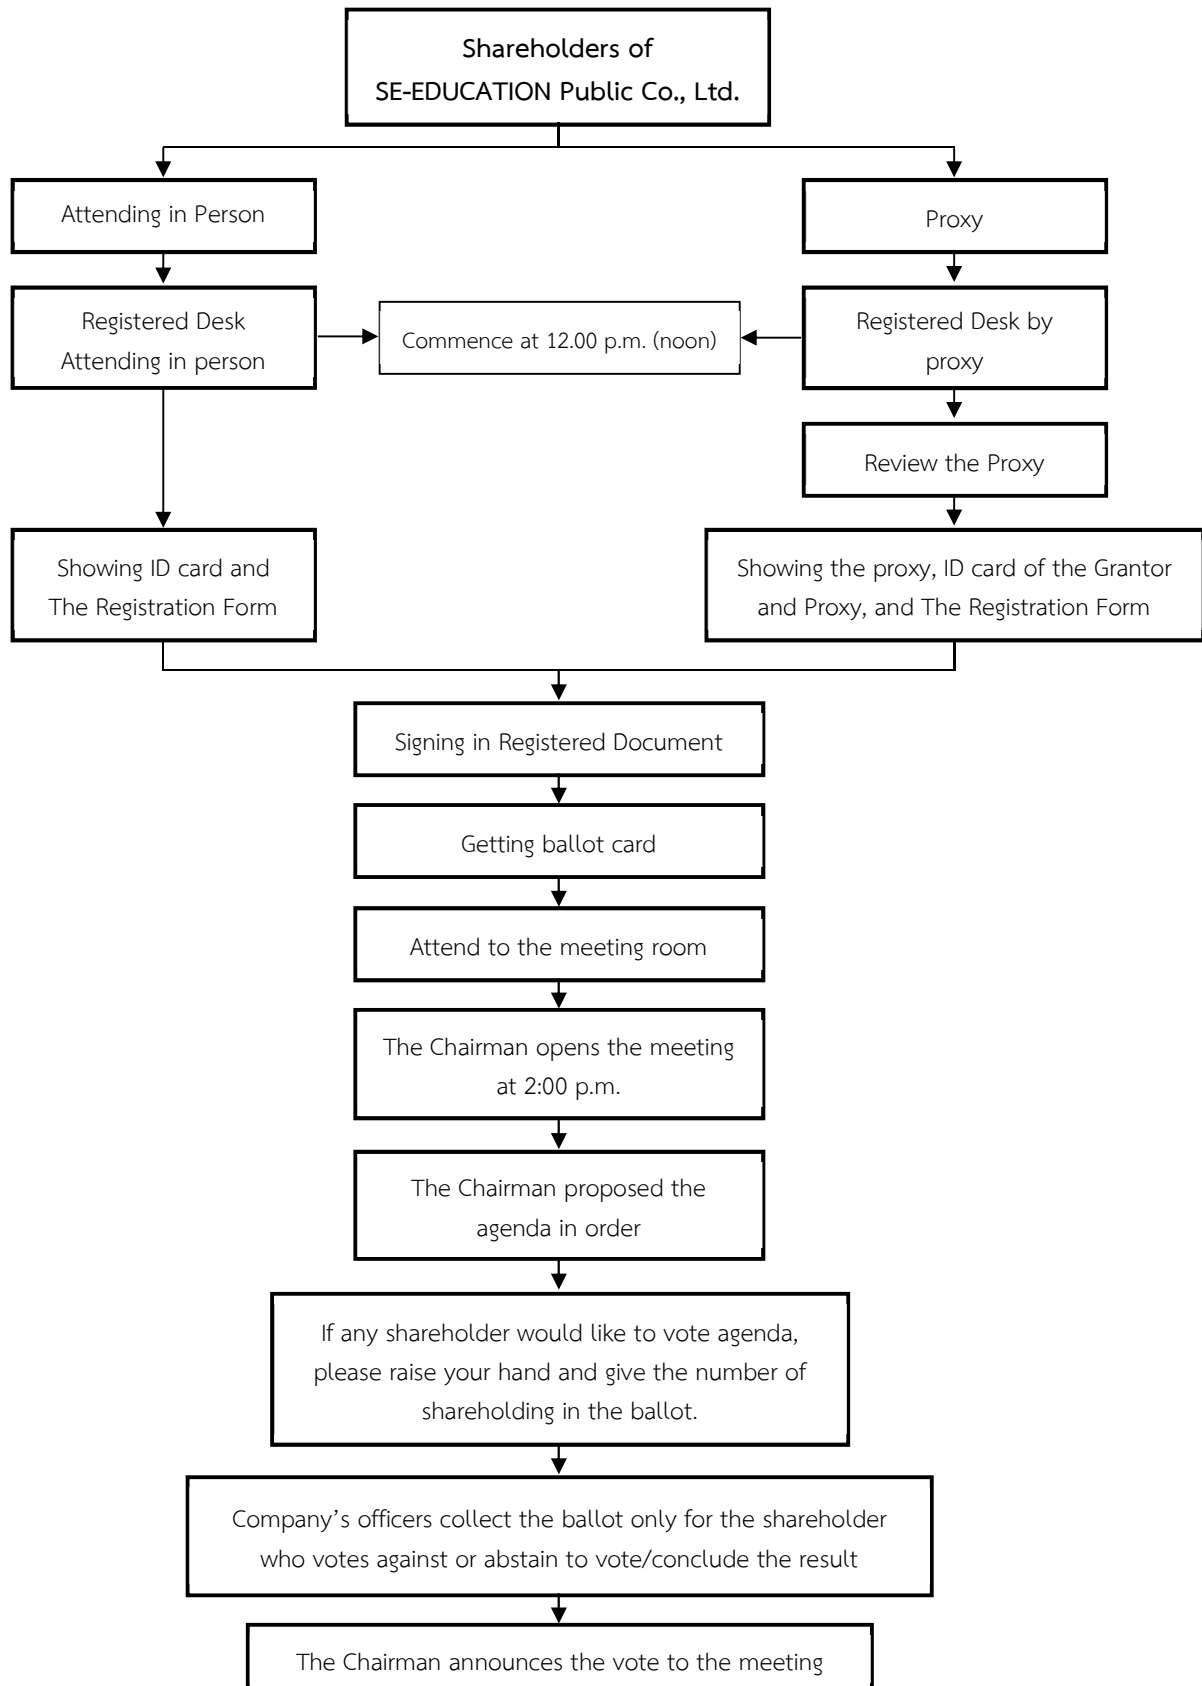 Shareholders of
SE-EDUCATION Public Co., Ltd.
Attending in Person
Proxy
Registered Desk
Attending in person
Commence at 12.00 p.m. (noon)
Registered Desk by
proxy
Review the Proxy
Showing ID card and
The Registration Form
Showing the proxy, ID card of the Grantor
and Proxy, and The Registration Form
Signing in Registered Document
Getting ballot card
Attend to the meeting room
The Chairman opens the meeting
at 2:00 p.m.
The Chairman proposed the
agenda in order
If any shareholder would like to vote agenda,
please raise your hand and give the number of
shareholding in the ballot.
Company’s officers collect the ballot only for the shareholder
who votes against or abstain to vote/conclude the result
The Chairman announces the vote to the meeting